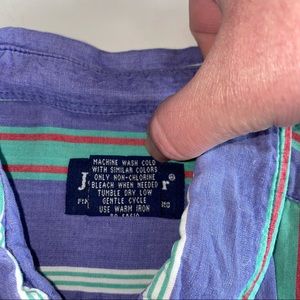 MACHINE WASH COLD
WITH SIMILAR COLORS
ONLY NON-CHLORINE
BLEACH WHEN NEEDED
TUMBLE DRY LOW
GENTLE CYCLE
USE WARM IRON